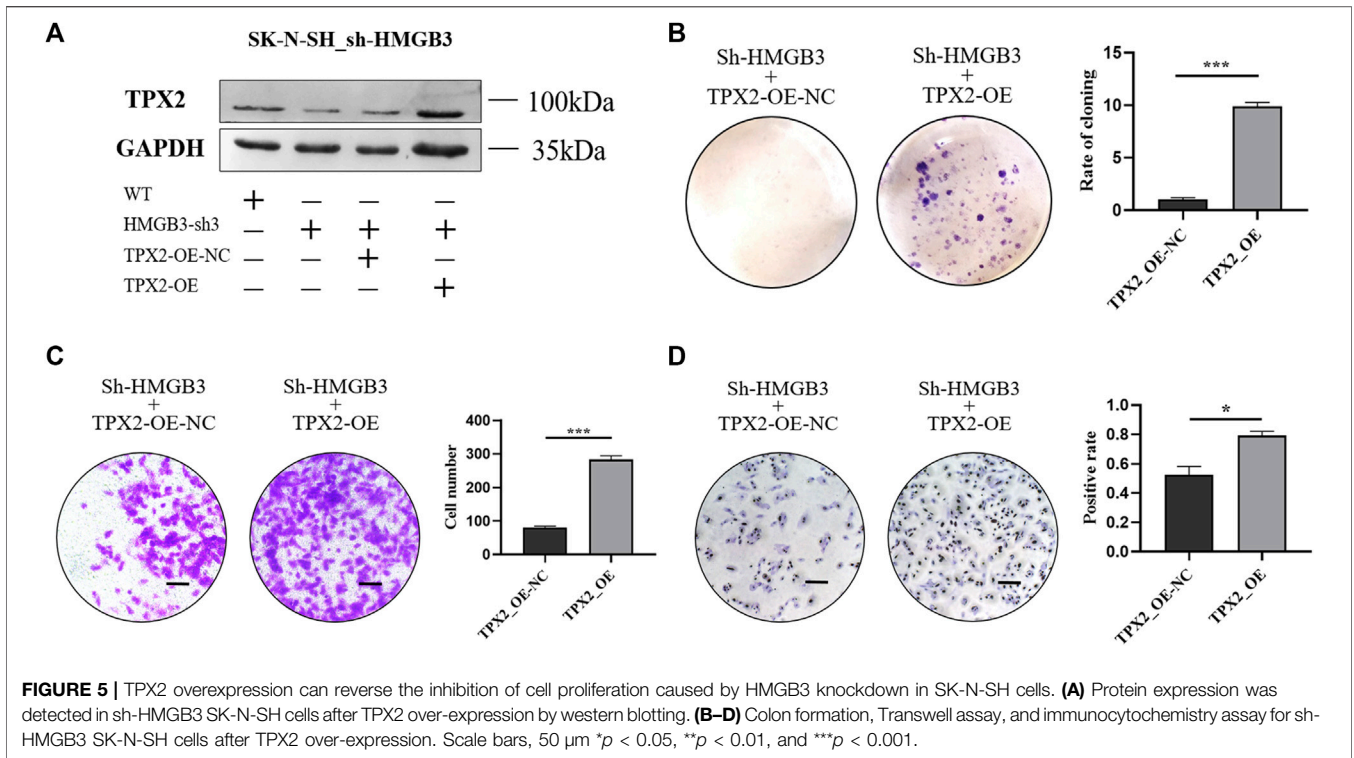 A
SK-N-SH_sh-HMGB3
TPX2
100kDa
GAPDH
35kDa
WT + — — —
HMGB3-sh3 — + + +
TPX2-OE-NC — — + —
TPX2-OE — — — +
B
Sh-HMGB3
+
TPX2-OE-NC
Sh-HMGB3
+
TPX2-OE
Rate of cloning
15
10
5
0
***
TPX2_OE-NC
TPX2_OE
C
Sh-HMGB3
+
TPX2-OE-NC
Sh-HMGB3
+
TPX2-OE
Cell number
400
300
200
100
0
***
TPX2_OE-NC
TPX2_OE
D
Sh-HMGB3
+
TPX2-OE-NC
Sh-HMGB3
+
TPX2-OE
Positive rate
1.0
0.8
0.6
0.4
0.2
0.0
*
TPX2_OE-NC
TPX2_OE
FIGURE 5 | TPX2 overexpression can reverse the inhibition of cell proliferation caused by HMGB3 knockdown in SK-N-SH cells. (A) Protein expression was
detected in sh-HMGB3 SK-N-SH cells after TPX2 over-expression by western blotting. (B–D) Colon formation, Transwell assay, and immunocytochemistry assay for sh-
HMGB3 SK-N-SH cells after TPX2 over-expression. Scale bars, 50 µm *p < 0.05, **p < 0.01, and ***p < 0.001.